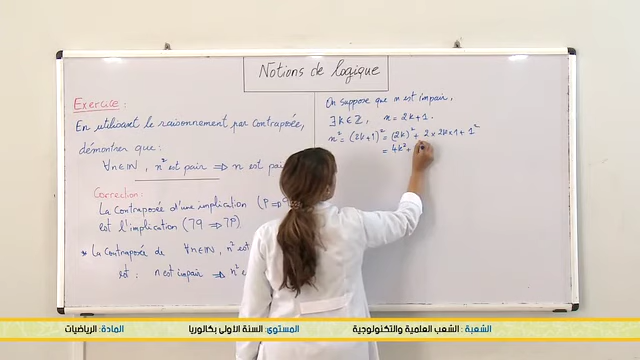 Notions de logique
Exercice :
En utilisant le raisonnement par Contraposée,
démontrer que :
∀n∈ℕ, n² est pair ⟹ n est pair
Correction :
La Contraposée d'une implication (P ⟹
est l'implication (7Q ⟹ 7P).
* La Contraposée de ∀n∈ℕ, n² est
est : n est impair ⟹ n²
On suppose que n est impair,
∃ k ∈ ℤ, n = 2k+1.
n² = (2k+1)² = (2k)² + 2×2k×1 + 1²
= 4k² +
الشعبة: الشعب العلمية والتكنولوجية
المستوى: السنة الأولى بكالوريا
المادة: الرياضيات